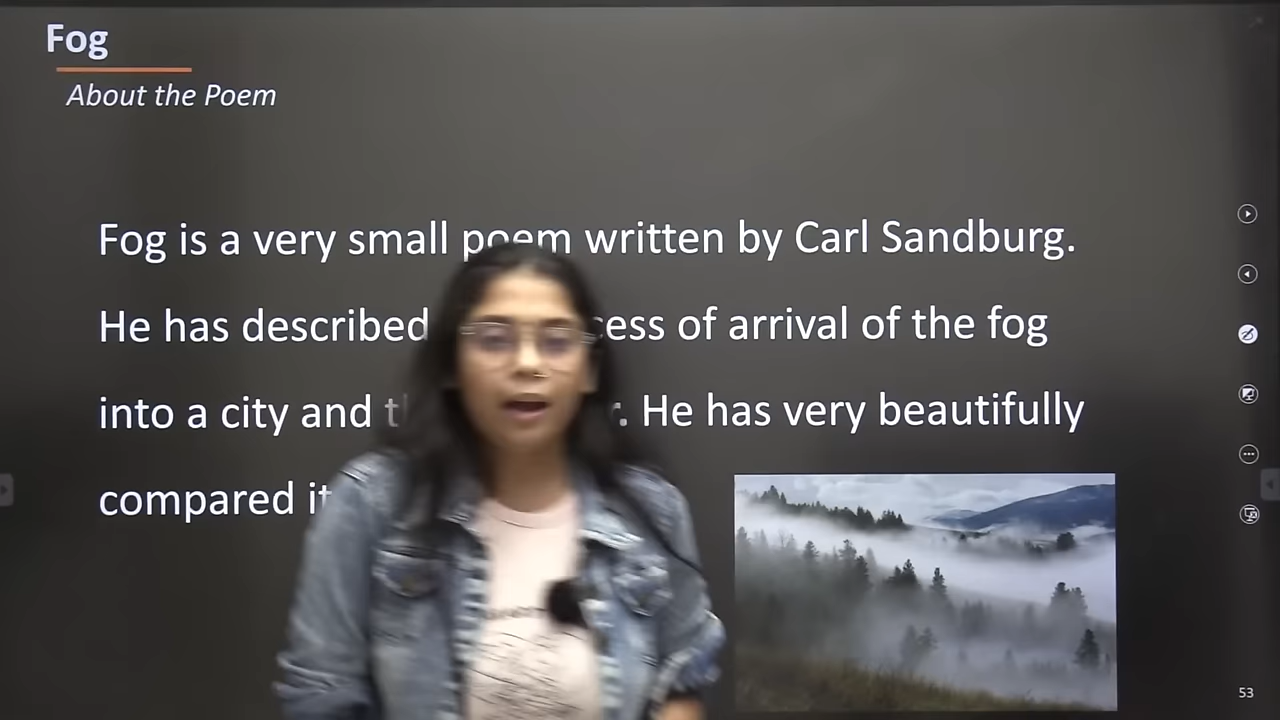 Fog
About the Poem
Fog is a very small poem written by Carl Sandburg.
He has described cess of arrival of the fog
into a city and r. He has very beautifully
compared it
53